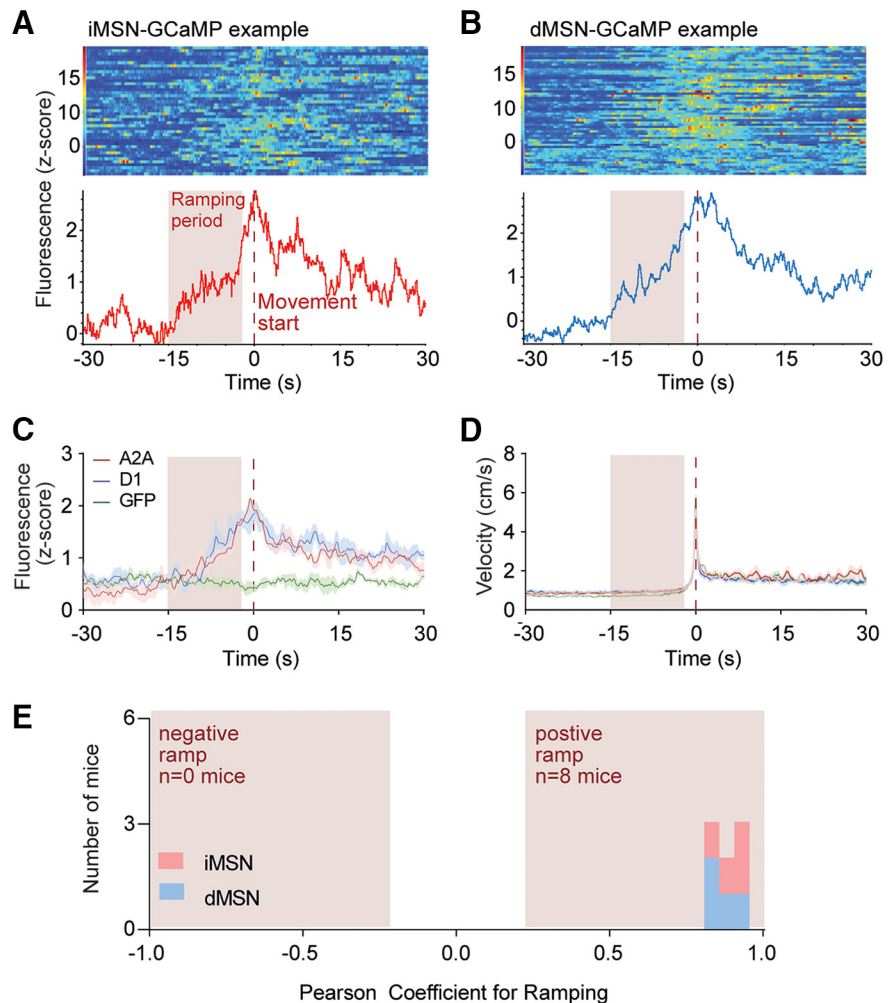 A
iMSN-GCaMP example
15
10
0
Fluorescence (z-score)
Ramping
period
2
1
0
Movement
start
-30
-15
0
15
30
Time (s)
B
dMSN-GCaMP example
15
10
0
2
1
0
-30
-15
0
15
30
Time (s)
C
3
2
1
0
Fluorescence
(z-score)
A2A
D1
GFP
-30
-15
0
15
30
Time (s)
D
8
6
4
2
0
Velocity (cm/s)
-30
-15
0
15
30
Time (s)
E
6
3
0
Number of mice
negative
ramp
n=0 mice
postive
ramp
n=8 mice
iMSN
dMSN
-1.0
-0.5
0.0
0.5
1.0
Pearson Coefficient for Ramping